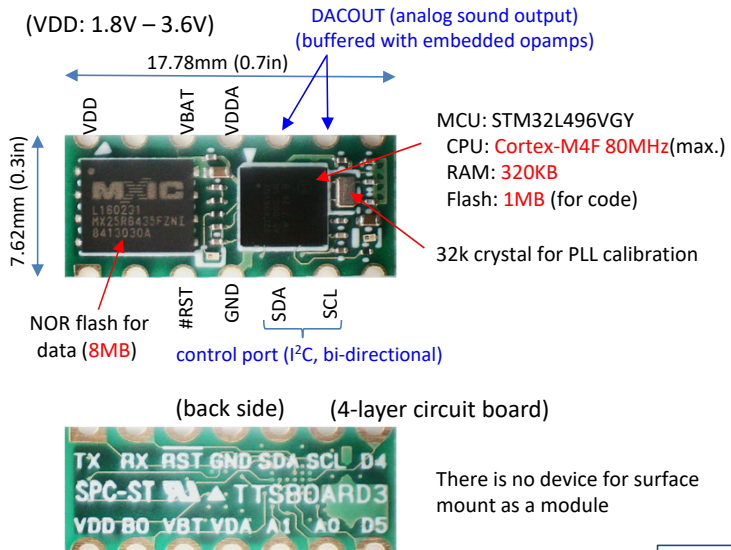 (VDD: 1.8V – 3.6V)
DACOUT (analog sound output)
(buffered with embedded opamps)
17.78mm (0.7in)
VDD
VBAT
VDDA
7.62mm (0.3in)
MXIC
L160231
MX25R6435FZNI
8413030A
MCU: STM32L496VGY
CPU: Cortex-M4F 80MHz(max.)
RAM: 320KB
Flash: 1MB (for code)
32k crystal for PLL calibration
#RST
GND
SDA
SCL
NOR flash for
data (8MB)
control port (I²C, bi-directional)
(back side) (4-layer circuit board)
TX RX RST GND SDA SCL D4
SPC-ST TTSBOARD3
VDD BO VBT VDA A1 A0 D5
There is no device for surface
mount as a module